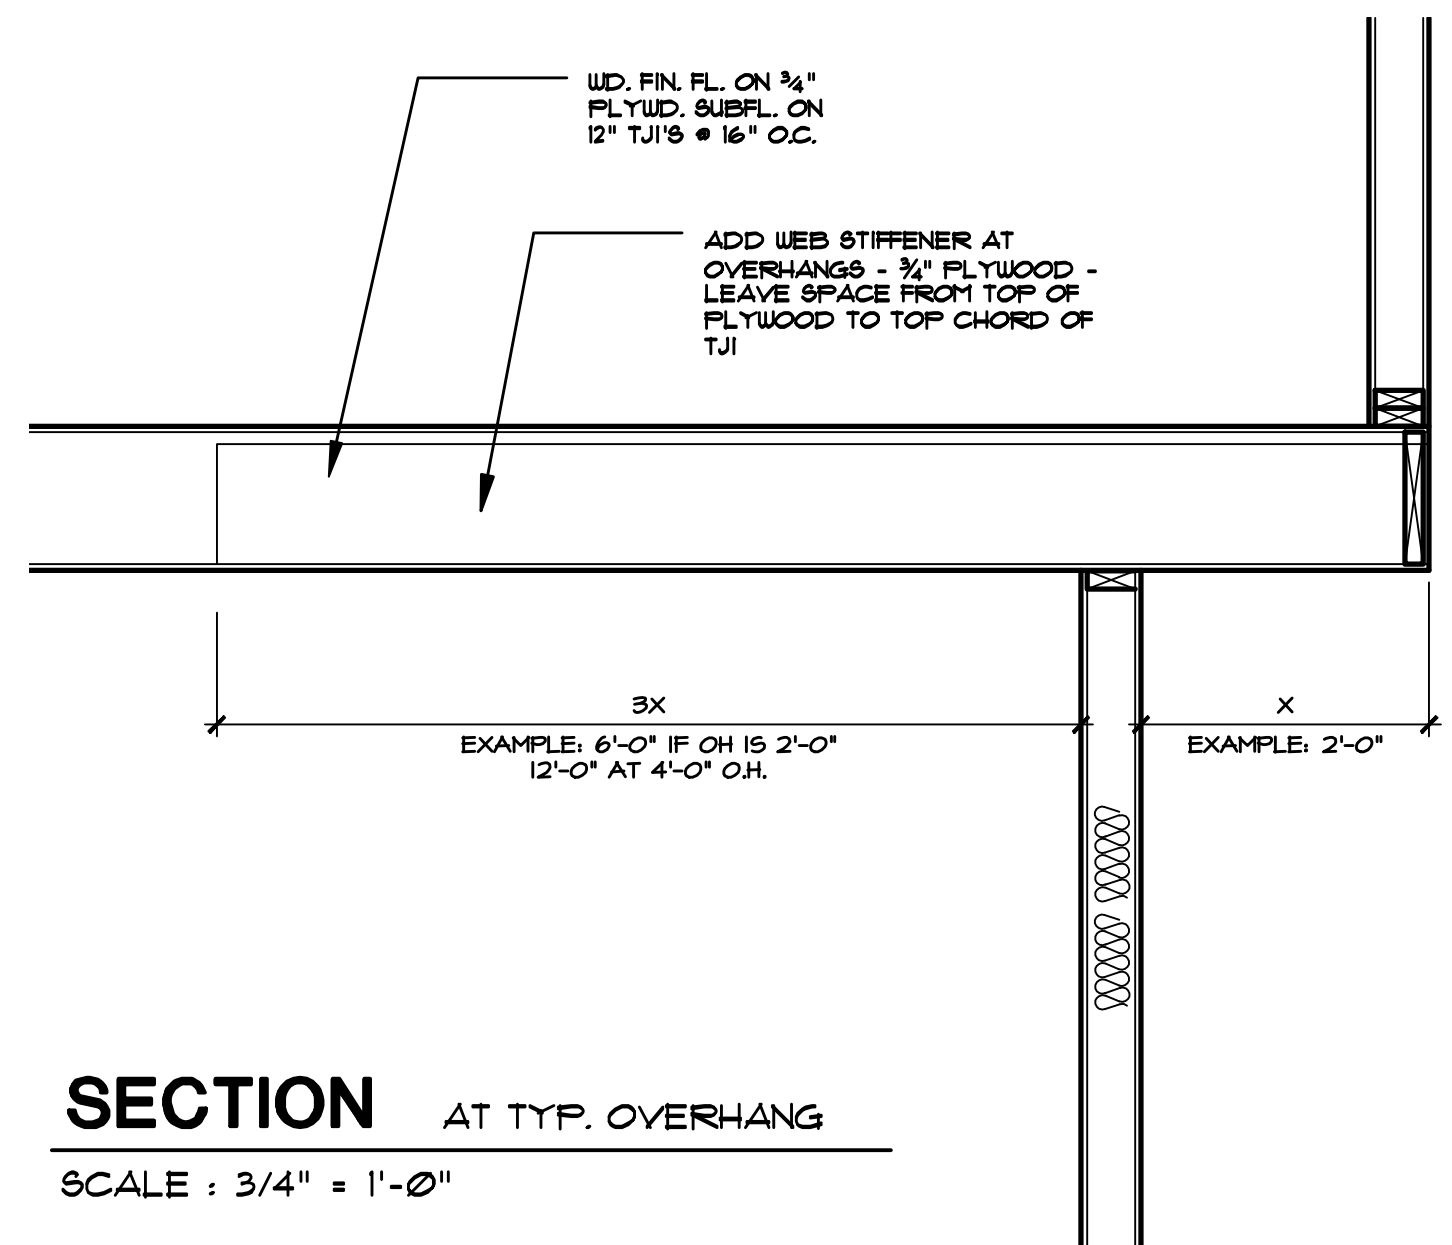 WD. FIN. FL. ON ¾"
PLYWD. SUBFL. ON
12" TJI'S @ 16" O.C.
ADD WEB STIFFENER AT
OVERHANGS - ¾" PLYWOOD -
LEAVE SPACE FROM TOP OF
PLYWOOD TO TOP CHORD OF
TJI
3X
EXAMPLE: 6'-0" IF OH IS 2'-0"
12'-0" AT 4'-0" O.H.
X
EXAMPLE: 2'-0"
SECTION AT TYP. OVERHANG
SCALE : 3/4" = 1'-0"